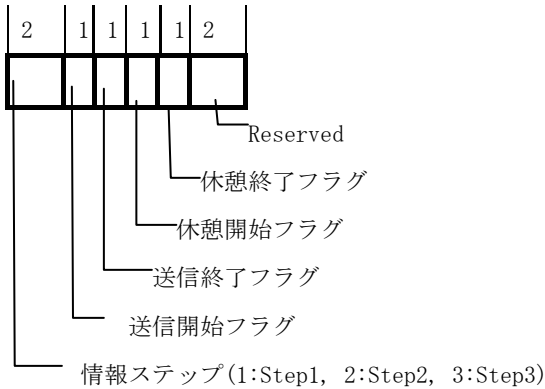 2 1 1 1 1 2
Reserved
休憩終了フラグ
休憩開始フラグ
送信終了フラグ
送信開始フラグ
情報ステップ(1:Step1, 2:Step2, 3:Step3)